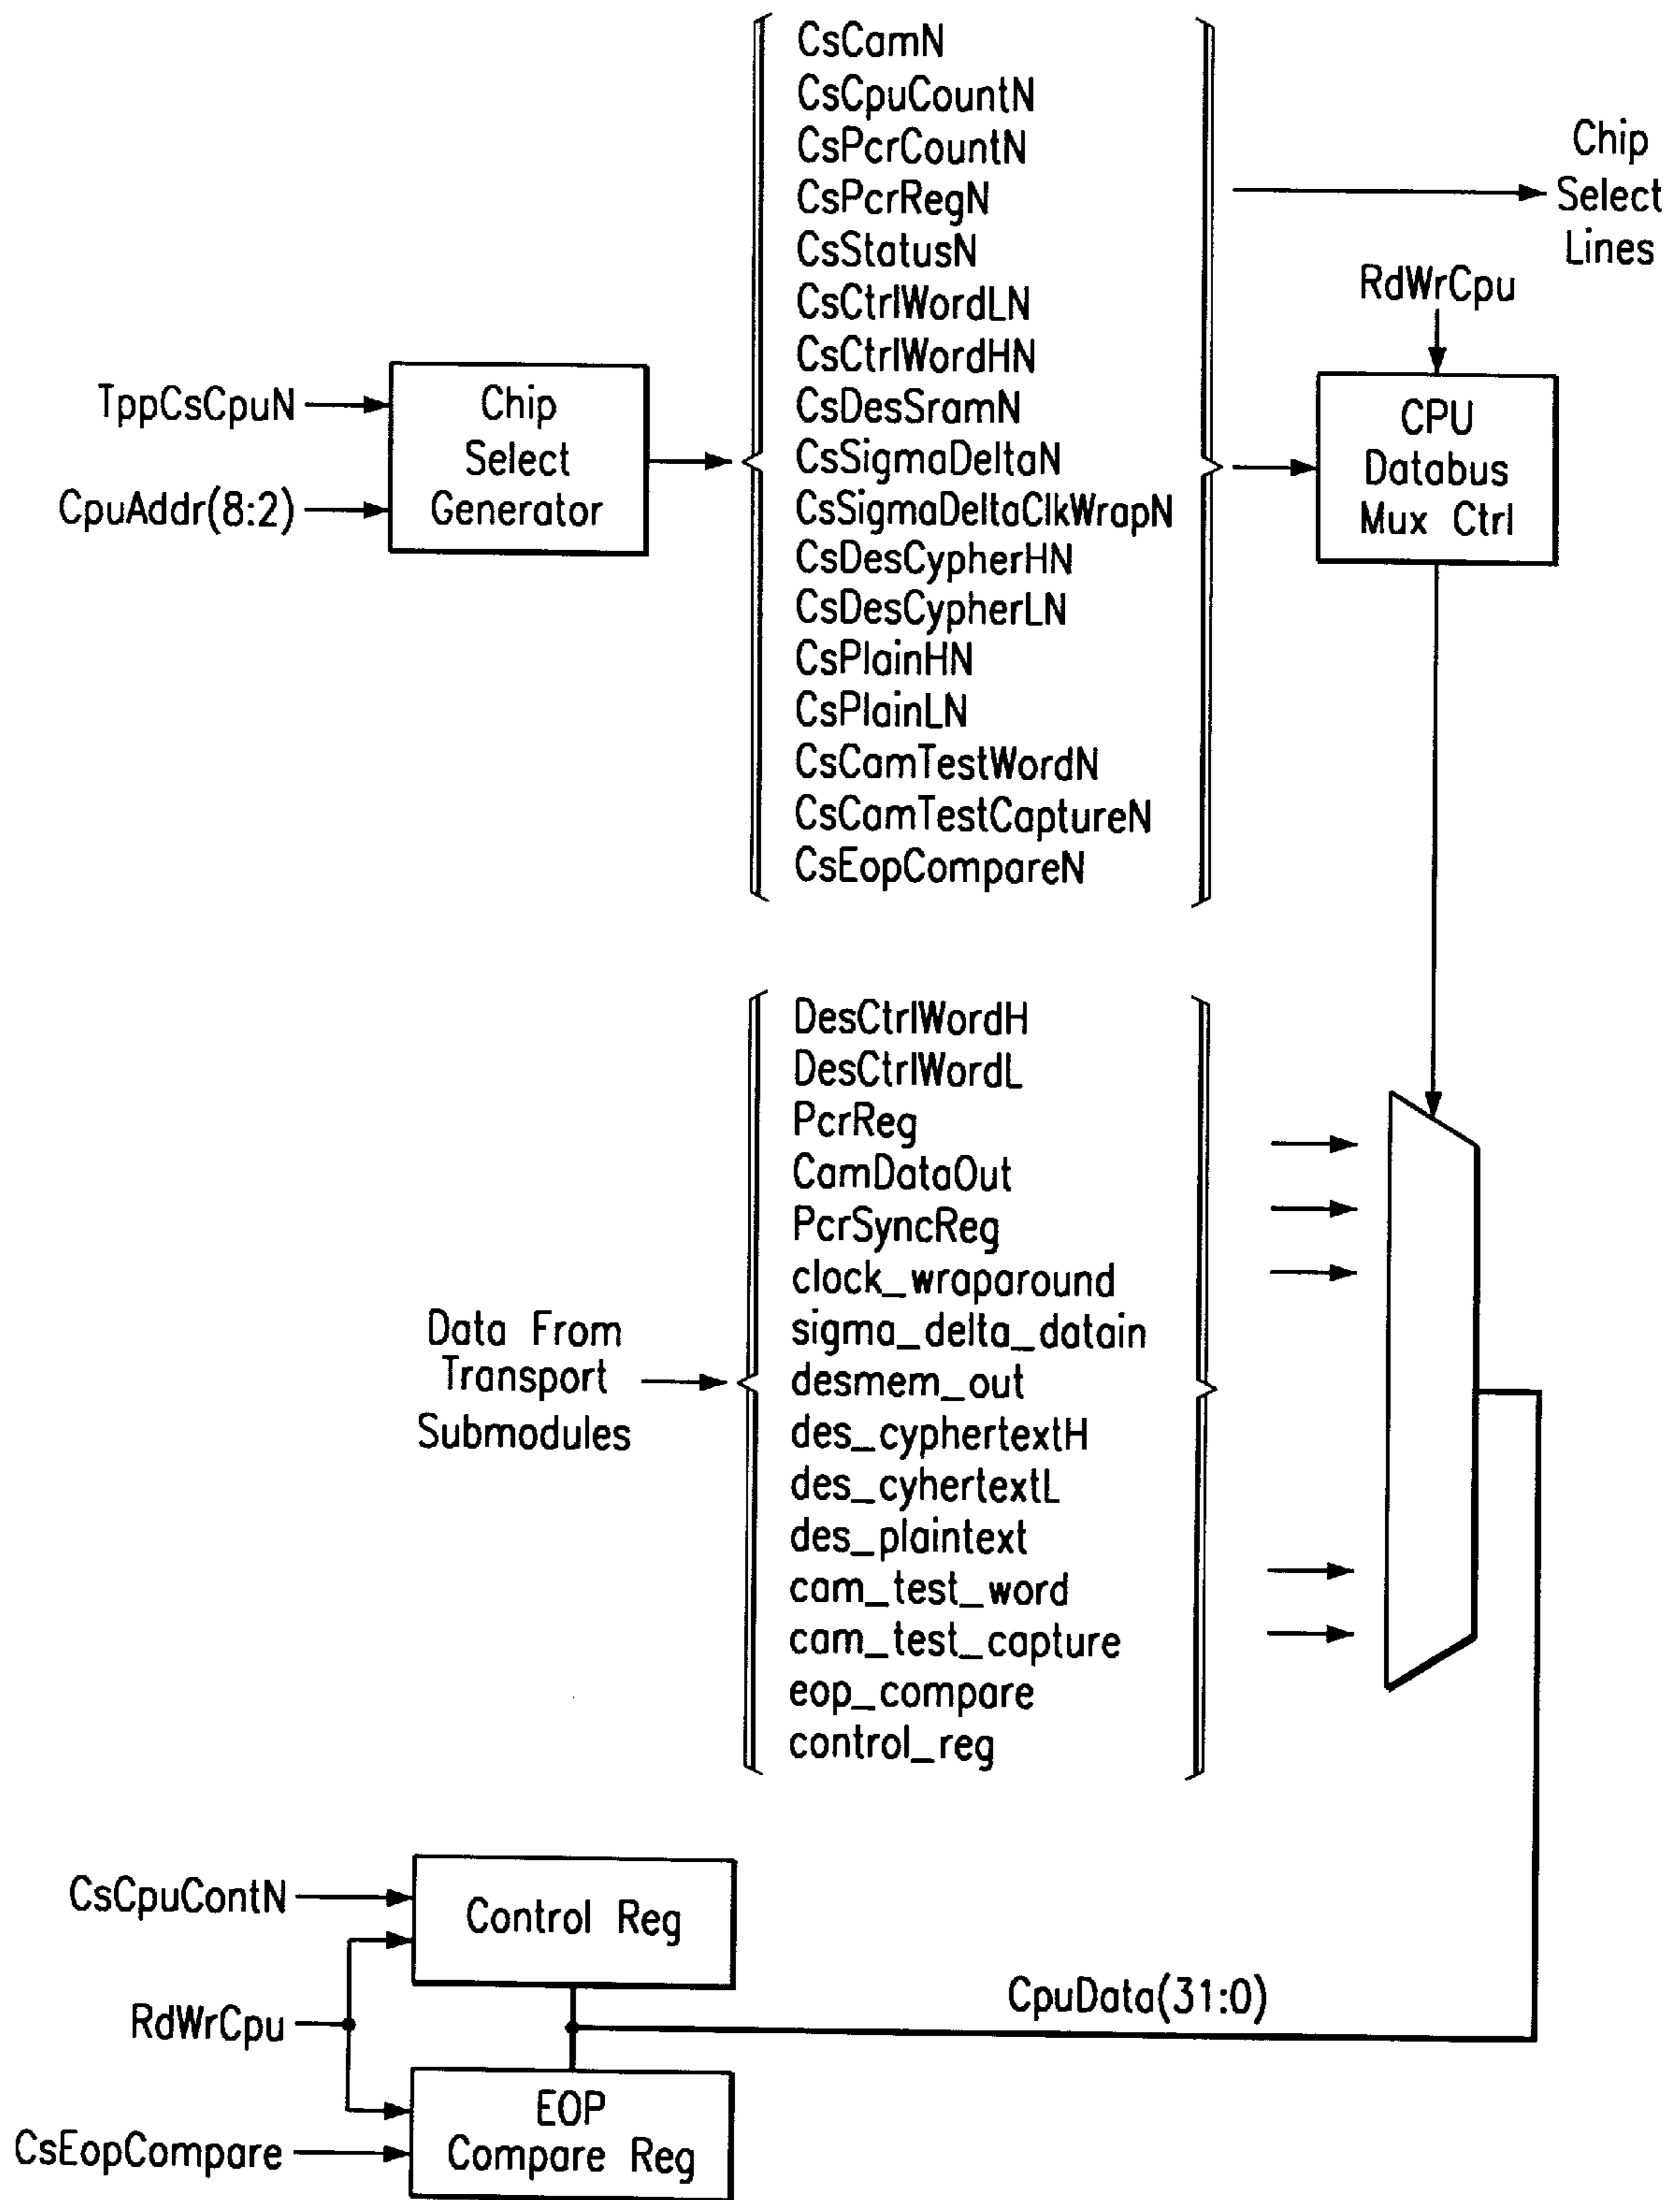 CsCamN
CsCpuCountN
CsPcrCountN
CsPcrRegN
CsStatusN
CsCtrlWordLN
CsCtrlWordHN
CsDesSramN
CsSigmaDeltaN
CsSigmaDeltaClkWrapN
CsDesCypherHN
CsDesCypherLN
CsPlainHN
CsPlainLN
CsCamTestWordN
CsCamTestCaptureN
CsEopCompareN
Chip
Select
Lines
RdWrCpu
TppCsCpuN
CpuAddr(8:2)
Chip
Select
Generator
CPU
Databus
Mux Ctrl
DesCtrlWordH
DesCtrlWordL
PcrReg
CamDataOut
PcrSyncReg
clock_wraparound
sigma_delta_datain
desmem_out
des_cyphertextH
des_cyhertextL
des_plaintext
cam_test_word
cam_test_capture
eop_compare
control_reg
Data From
Transport
Submodules
CsCpuContN
Control Reg
RdWrCpu
CpuData(31:0)
EOP
Compare Reg
CsEopCompare